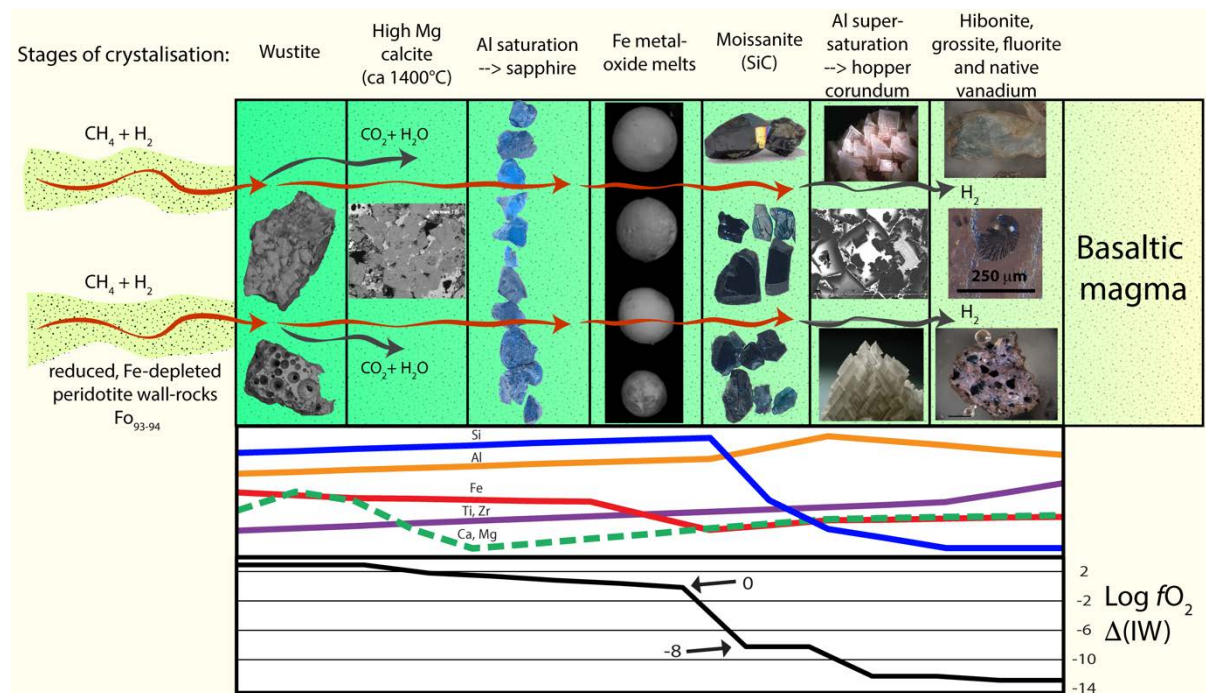 Stages of crystalisation:
Wustite
High Mg
calcite
(ca 1400°C)
Al saturation
--> sapphire
Fe metal-
oxide melts
Moissanite
(SiC)
Al super-
saturation
--> hopper
corundum
Hibonite,
grossite, fluorite
and native
vanadium
CH₄ + H₂
CO₂ + H₂O
H₂
250 μm
CH₄ + H₂
CO₂ + H₂O
H₂
reduced, Fe-depleted
peridotite wall-rocks
Fo₉₃₋₉₄
Basaltic
magma
Si
Al
Fe
Ti, Zr
Ca, Mg
0
-8
2
-2
-6
-10
-14
Log fO₂
Δ(IW)